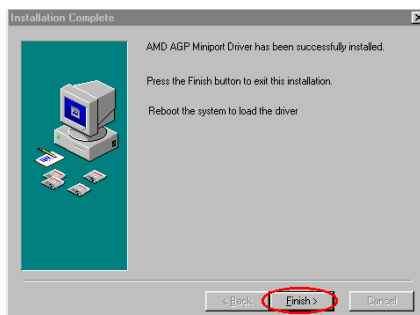 Installation Complete
AMD AGP Miniport Driver has been successfully installed.
Press the Finish button to exit this installation.
Reboot the system to load the driver
< Back
Finish >
Cancel